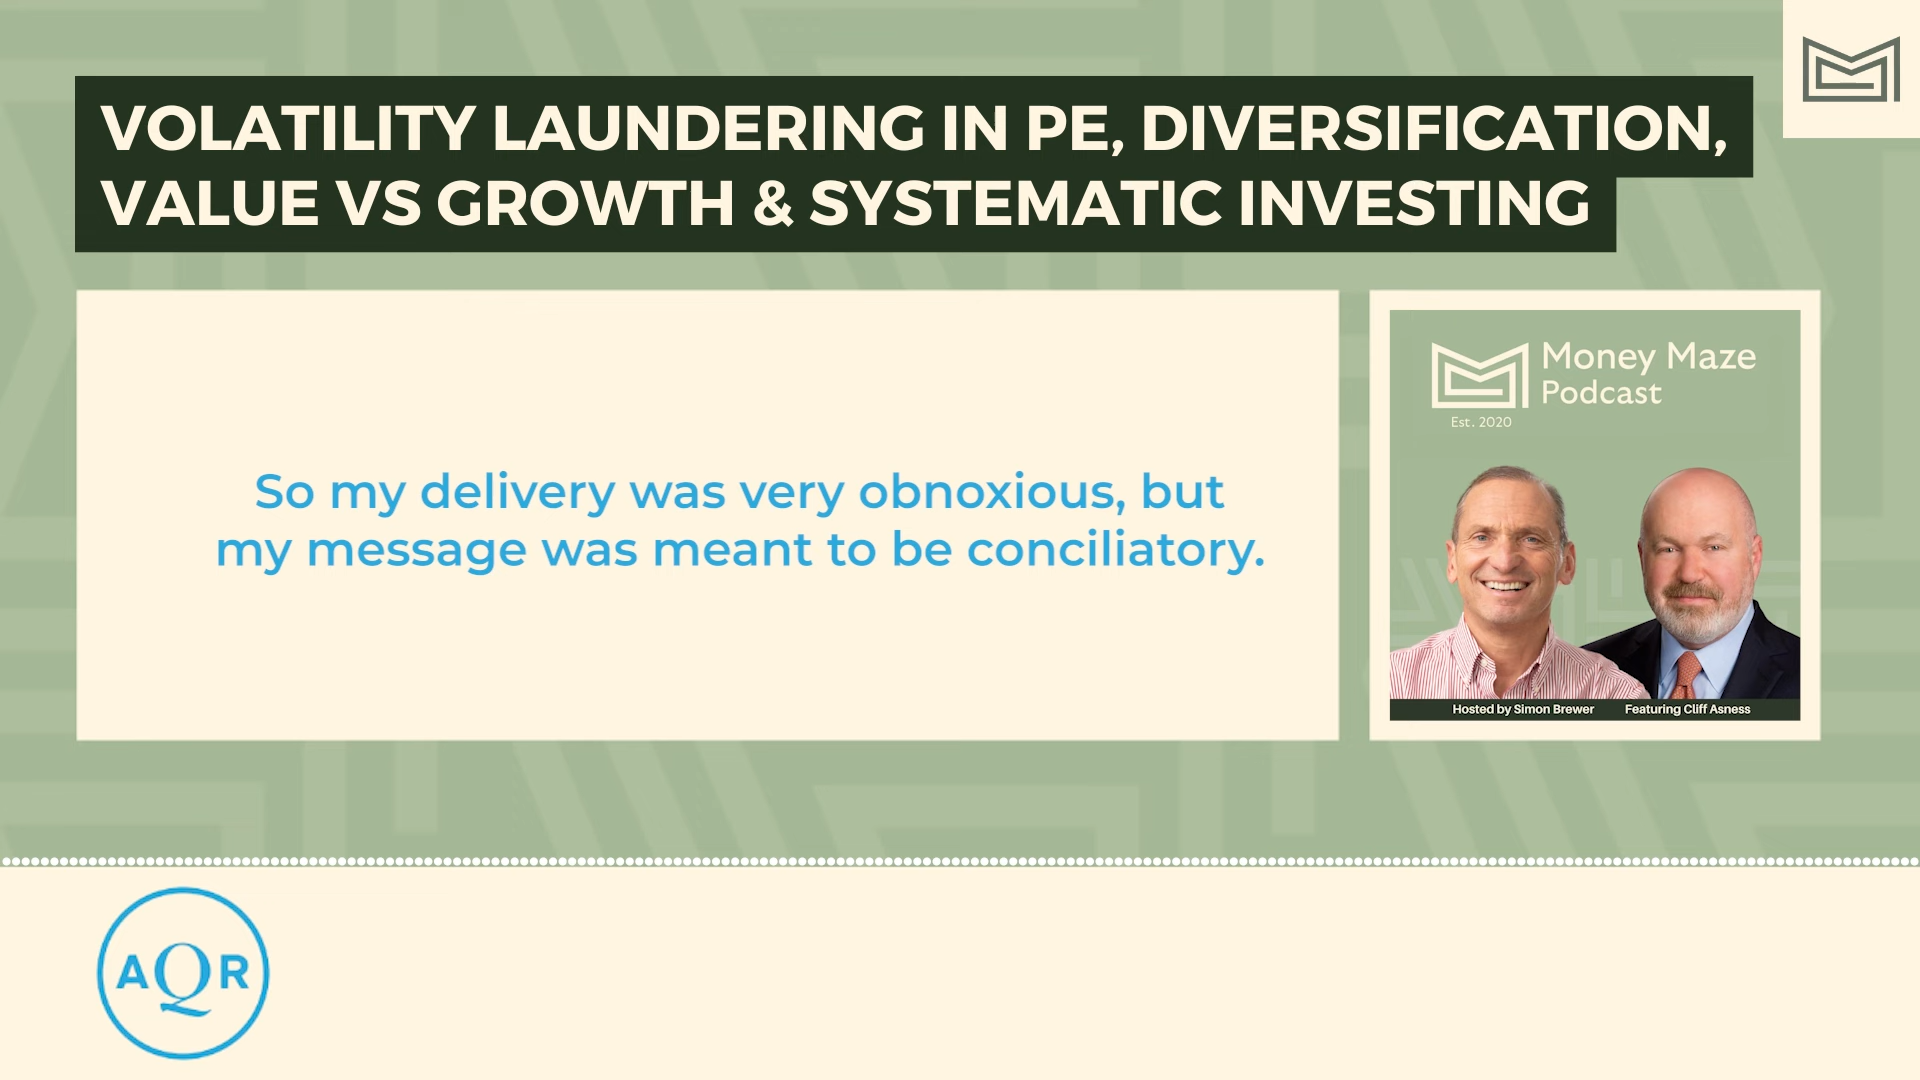 VOLATILITY LAUNDERING IN PE, DIVERSIFICATION,
VALUE VS GROWTH & SYSTEMATIC INVESTING
So my delivery was very obnoxious, but
my message was meant to be conciliatory.
Money Maze
Podcast
Est. 2020
Hosted by Simon Brewer
Featuring Cliff Asness
AQR